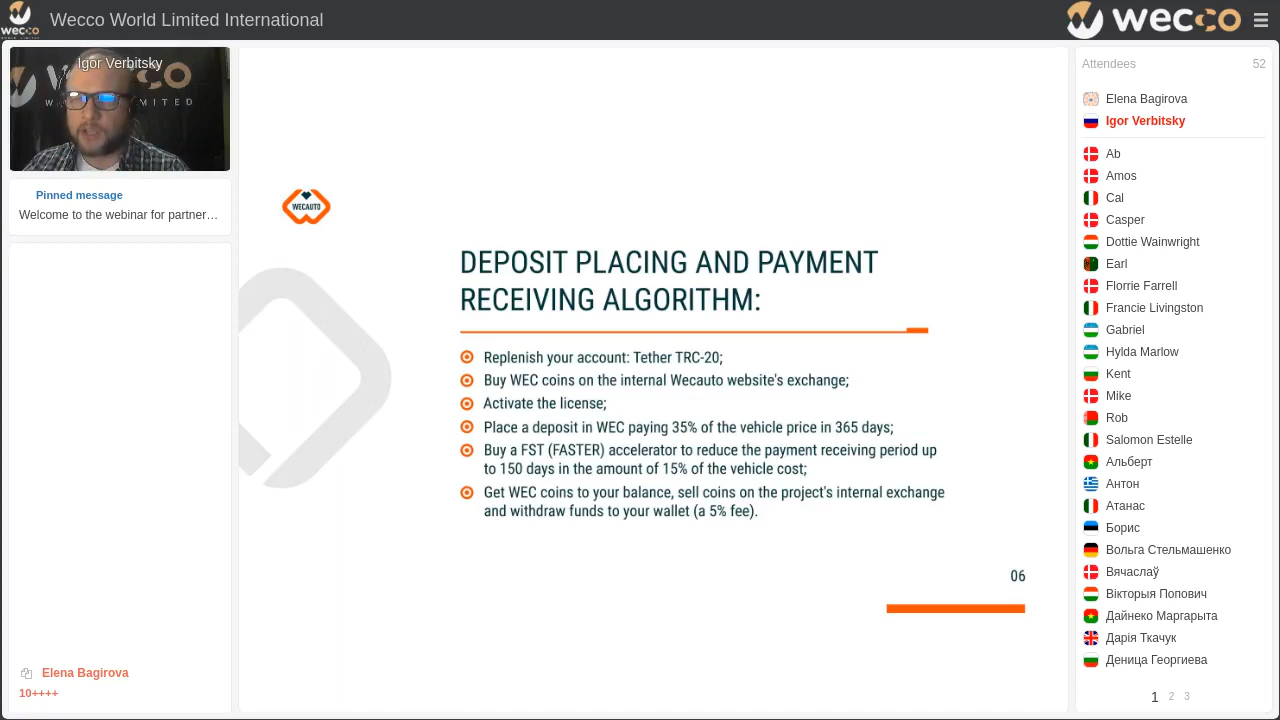 Wecco World Limited International
wecco
wecco
Igor Verbitsky
Pinned message
Welcome to the webinar for partner…
Elena Bagirova
10++++
WECAUTO
DEPOSIT PLACING AND PAYMENT
RECEIVING ALGORITHM:
Replenish your account: Tether TRC-20;
Buy WEC coins on the internal Wecauto website's exchange;
Activate the license;
Place a deposit in WEC paying 35% of the vehicle price in 365 days;
Buy a FST (FASTER) accelerator to reduce the payment receiving period up
to 150 days in the amount of 15% of the vehicle cost;
Get WEC coins to your balance, sell coins on the project's internal exchange
and withdraw funds to your wallet (a 5% fee).
06
Attendees 52
Elena Bagirova
Igor Verbitsky
Ab
Amos
Cal
Casper
Dottie Wainwright
Earl
Florrie Farrell
Francie Livingston
Gabriel
Hylda Marlow
Kent
Mike
Rob
Salomon Estelle
Альберт
Антон
Атанас
Борис
Вольга Стельмашенко
Вячаслаў
Вікторыя Попович
Дайнеко Маргарыта
Дарія Ткачук
Деница Георгиева
1 2 3